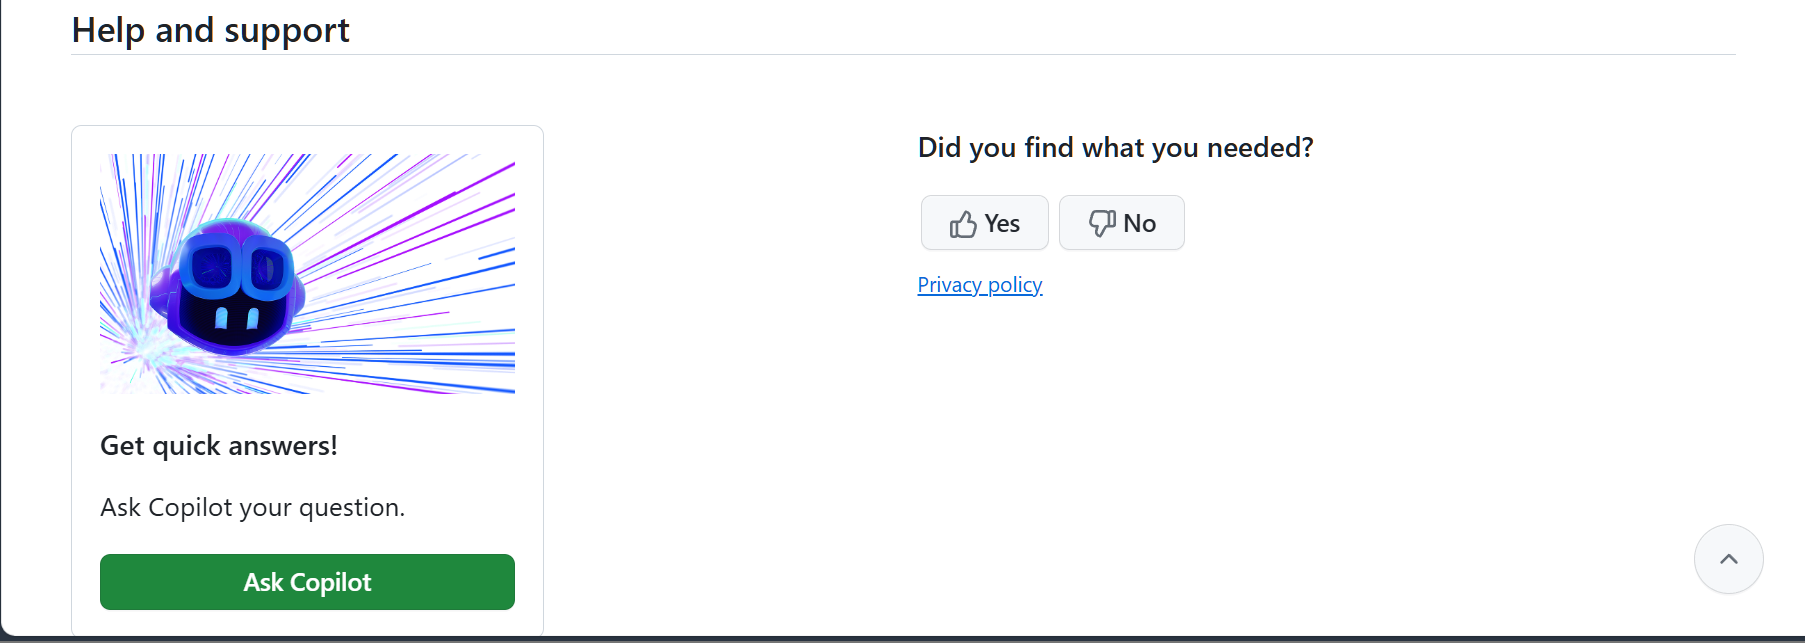 Help and support
Get quick answers!
Ask Copilot your question.
Ask Copilot
Did you find what you needed?
Yes
No
Privacy policy